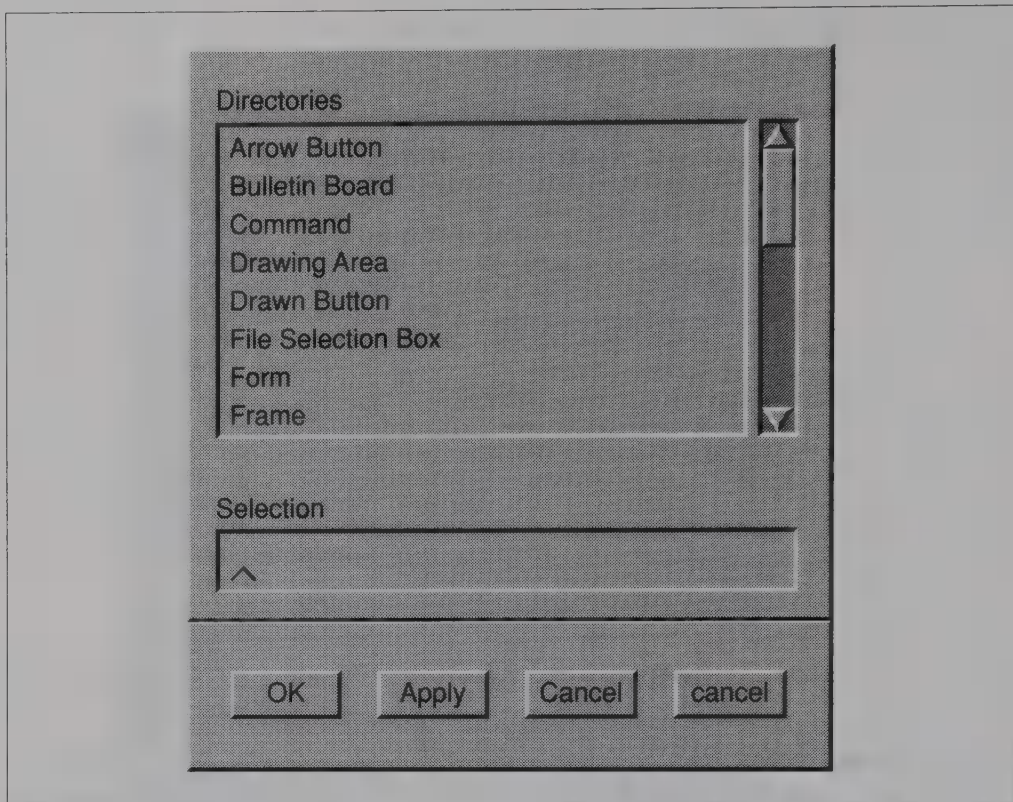 Directories
Arrow Button
Bulletin Board
Command
Drawing Area
Drawn Button
File Selection Box
Form
Frame
Selection
OK Apply Cancel cancel